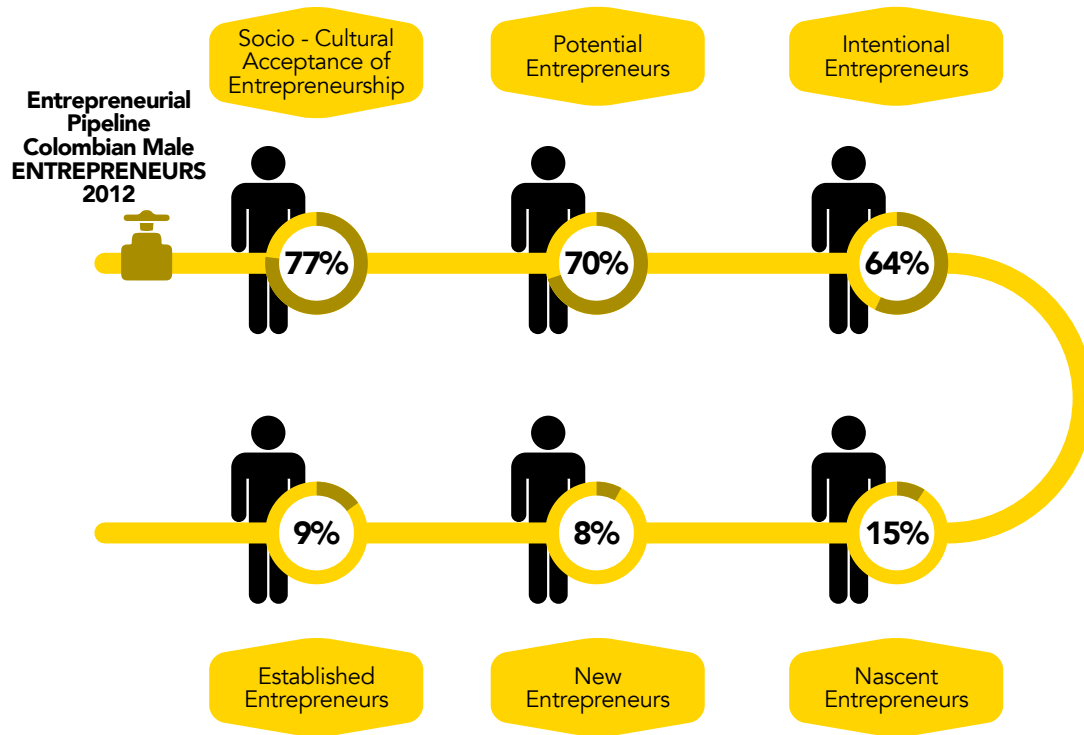 Socio - Cultural
Acceptance of
Entrepreneurship
Potential
Entrepreneurs
Intentional
Entrepreneurs
Entrepreneurial
Pipeline
Colombian Male
ENTREPRENEURS
2012
77%
70%
64%
9%
8%
15%
Established
Entrepreneurs
New
Entrepreneurs
Nascent
Entrepreneurs